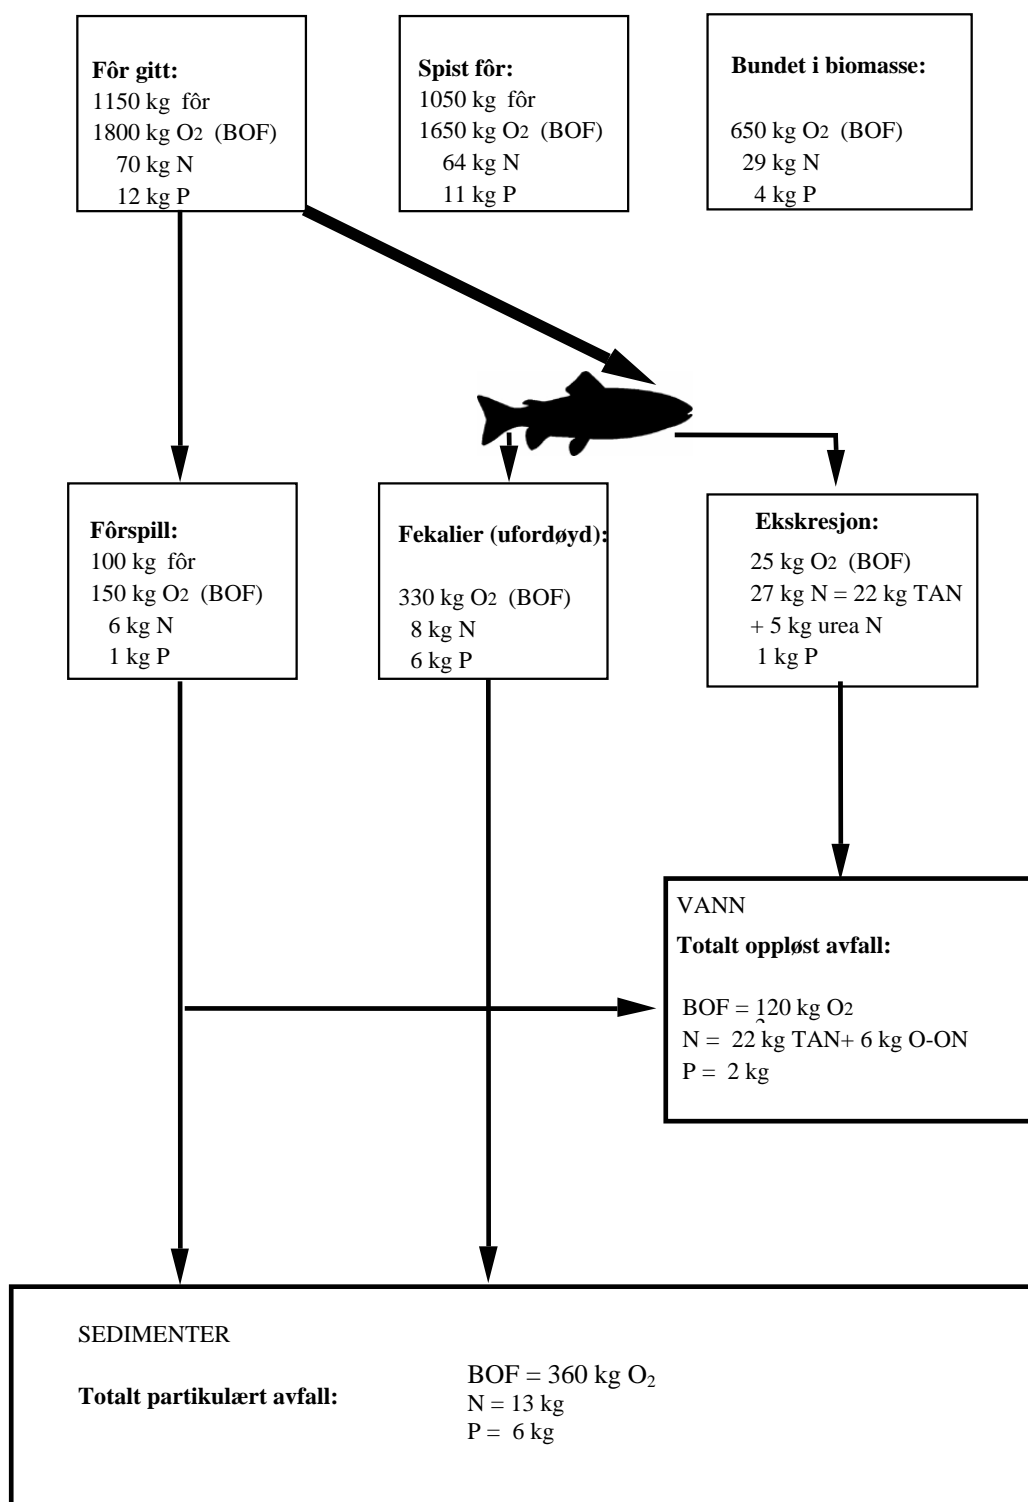 Fôr gitt:
1150 kg fôr
1800 kg O2 (BOF)
70 kg N
12 kg P
Spist fôr:
1050 kg fôr
1650 kg O2 (BOF)
64 kg N
11 kg P
Bundet i biomasse:
650 kg O2 (BOF)
29 kg N
4 kg P
Fôrspill:
100 kg fôr
150 kg O2 (BOF)
6 kg N
1 kg P
Fekalier (ufordøyd):
330 kg O2 (BOF)
8 kg N
6 kg P
Ekskresjon:
25 kg O2 (BOF)
27 kg N = 22 kg TAN
+ 5 kg urea N
1 kg P
VANN
Totalt oppløst avfall:
BOF = 120 kg O2
N = 22 kg TAN+ 6 kg O-ON
P = 2 kg
SEDIMENTER
Totalt partikulært avfall:
BOF = 360 kg O₂
N = 13 kg
P = 6 kg